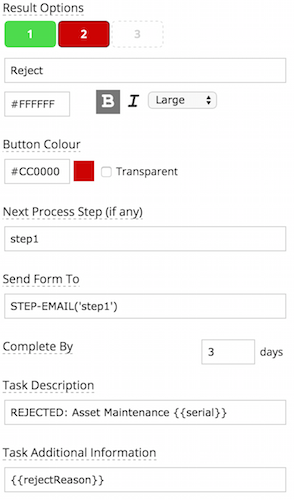 Result Options
1 2 3
Reject
#FFFFFF B I Large
Button Colour
#CC0000 Transparent
Next Process Step (if any)
step1
Send Form To
STEP-EMAIL('step1')
Complete By 3 days
Task Description
REJECTED: Asset Maintenance {{serial}}
Task Additional Information
{{rejectReason}}